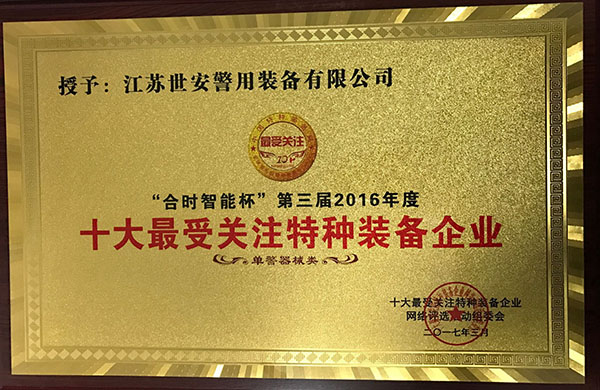 授予：江苏世安警用装备有限公司
最受关注
“合时智能杯”第三届2016年度
十大最受关注特种装备企业
单警器械类
十大最受关注特种装备企业
网络评选活动组委会
二〇一七年三月